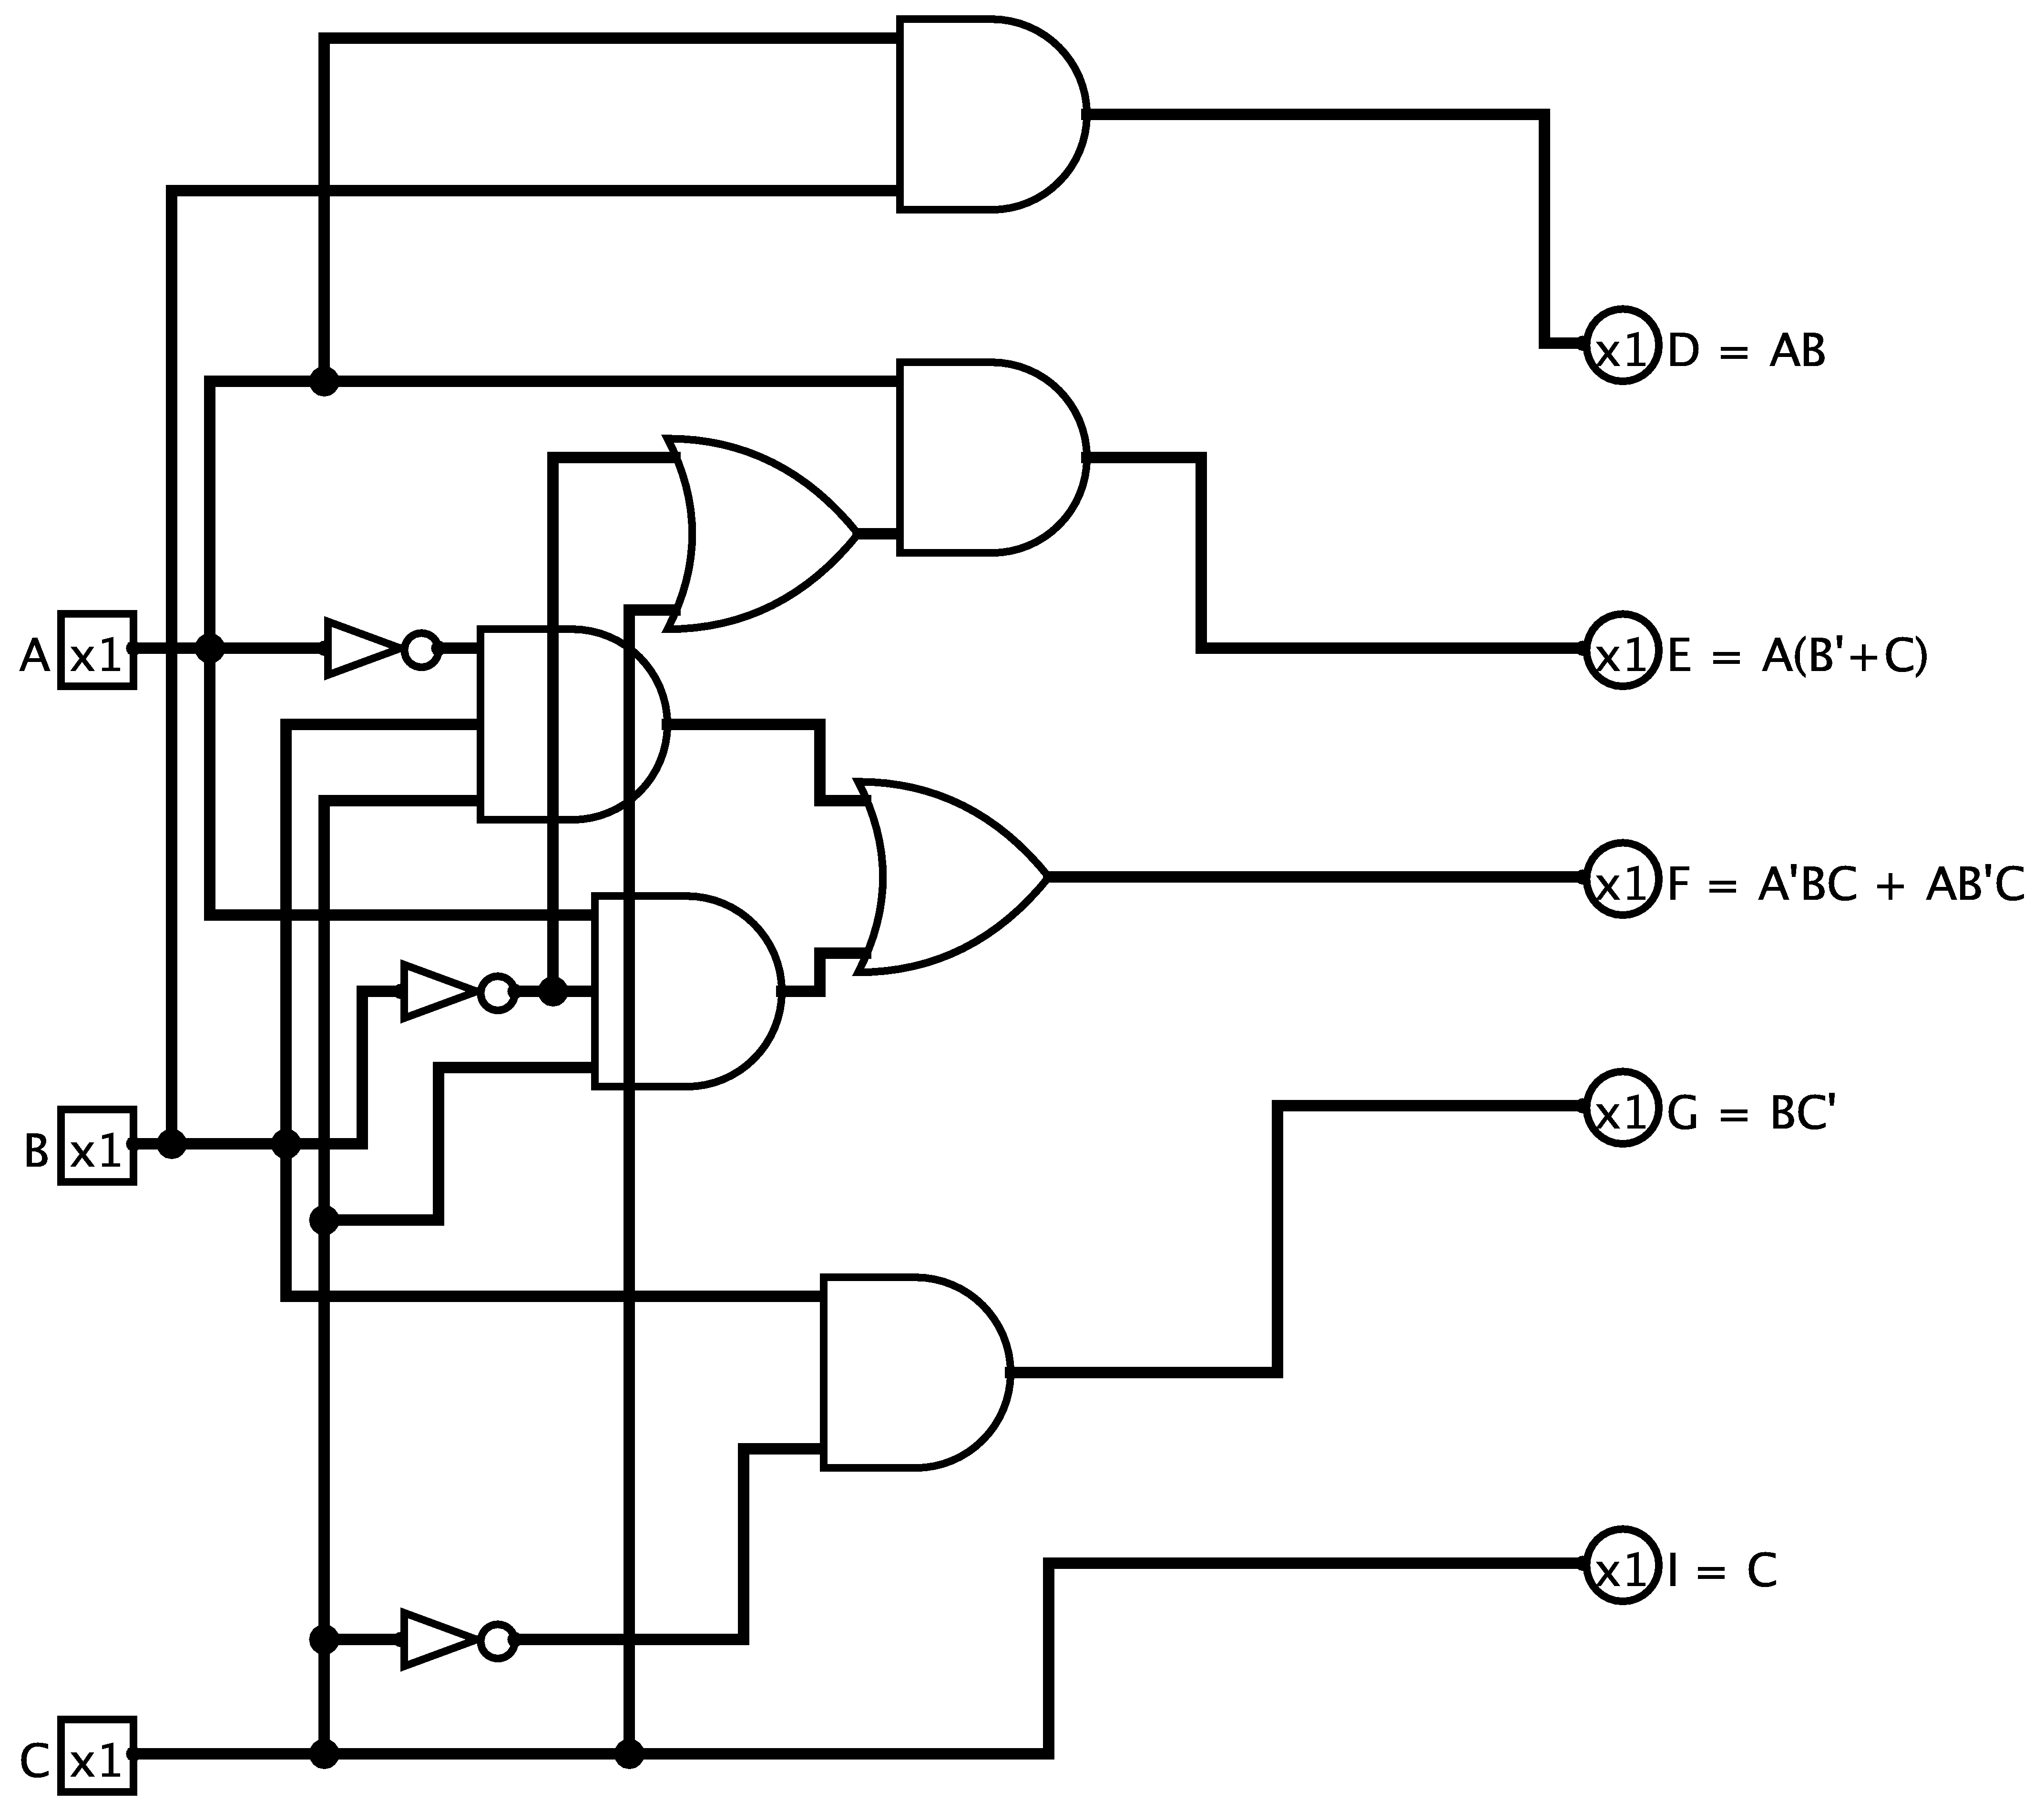 x1 D = AB
A x1
x1 E = A(B'+C)
x1 F = A'BC + AB'C
B x1
x1 G = BC'
x1 I = C
C x1